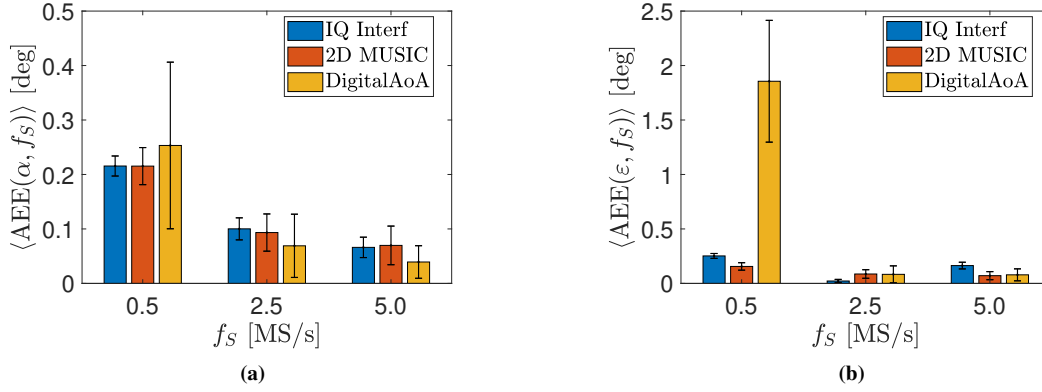 0.5
0.4
0.3
0.2
0.1
0
⟨AEE(α, f_S)⟩ [deg]
IQ Interf
2D MUSIC
DigitalAoA
0.5 2.5 5.0
f_S [MS/s]
(a)
2.5
2
1.5
1
0.5
0
⟨AEE(ε, f_S)⟩ [deg]
IQ Interf
2D MUSIC
DigitalAoA
0.5 2.5 5.0
f_S [MS/s]
(b)